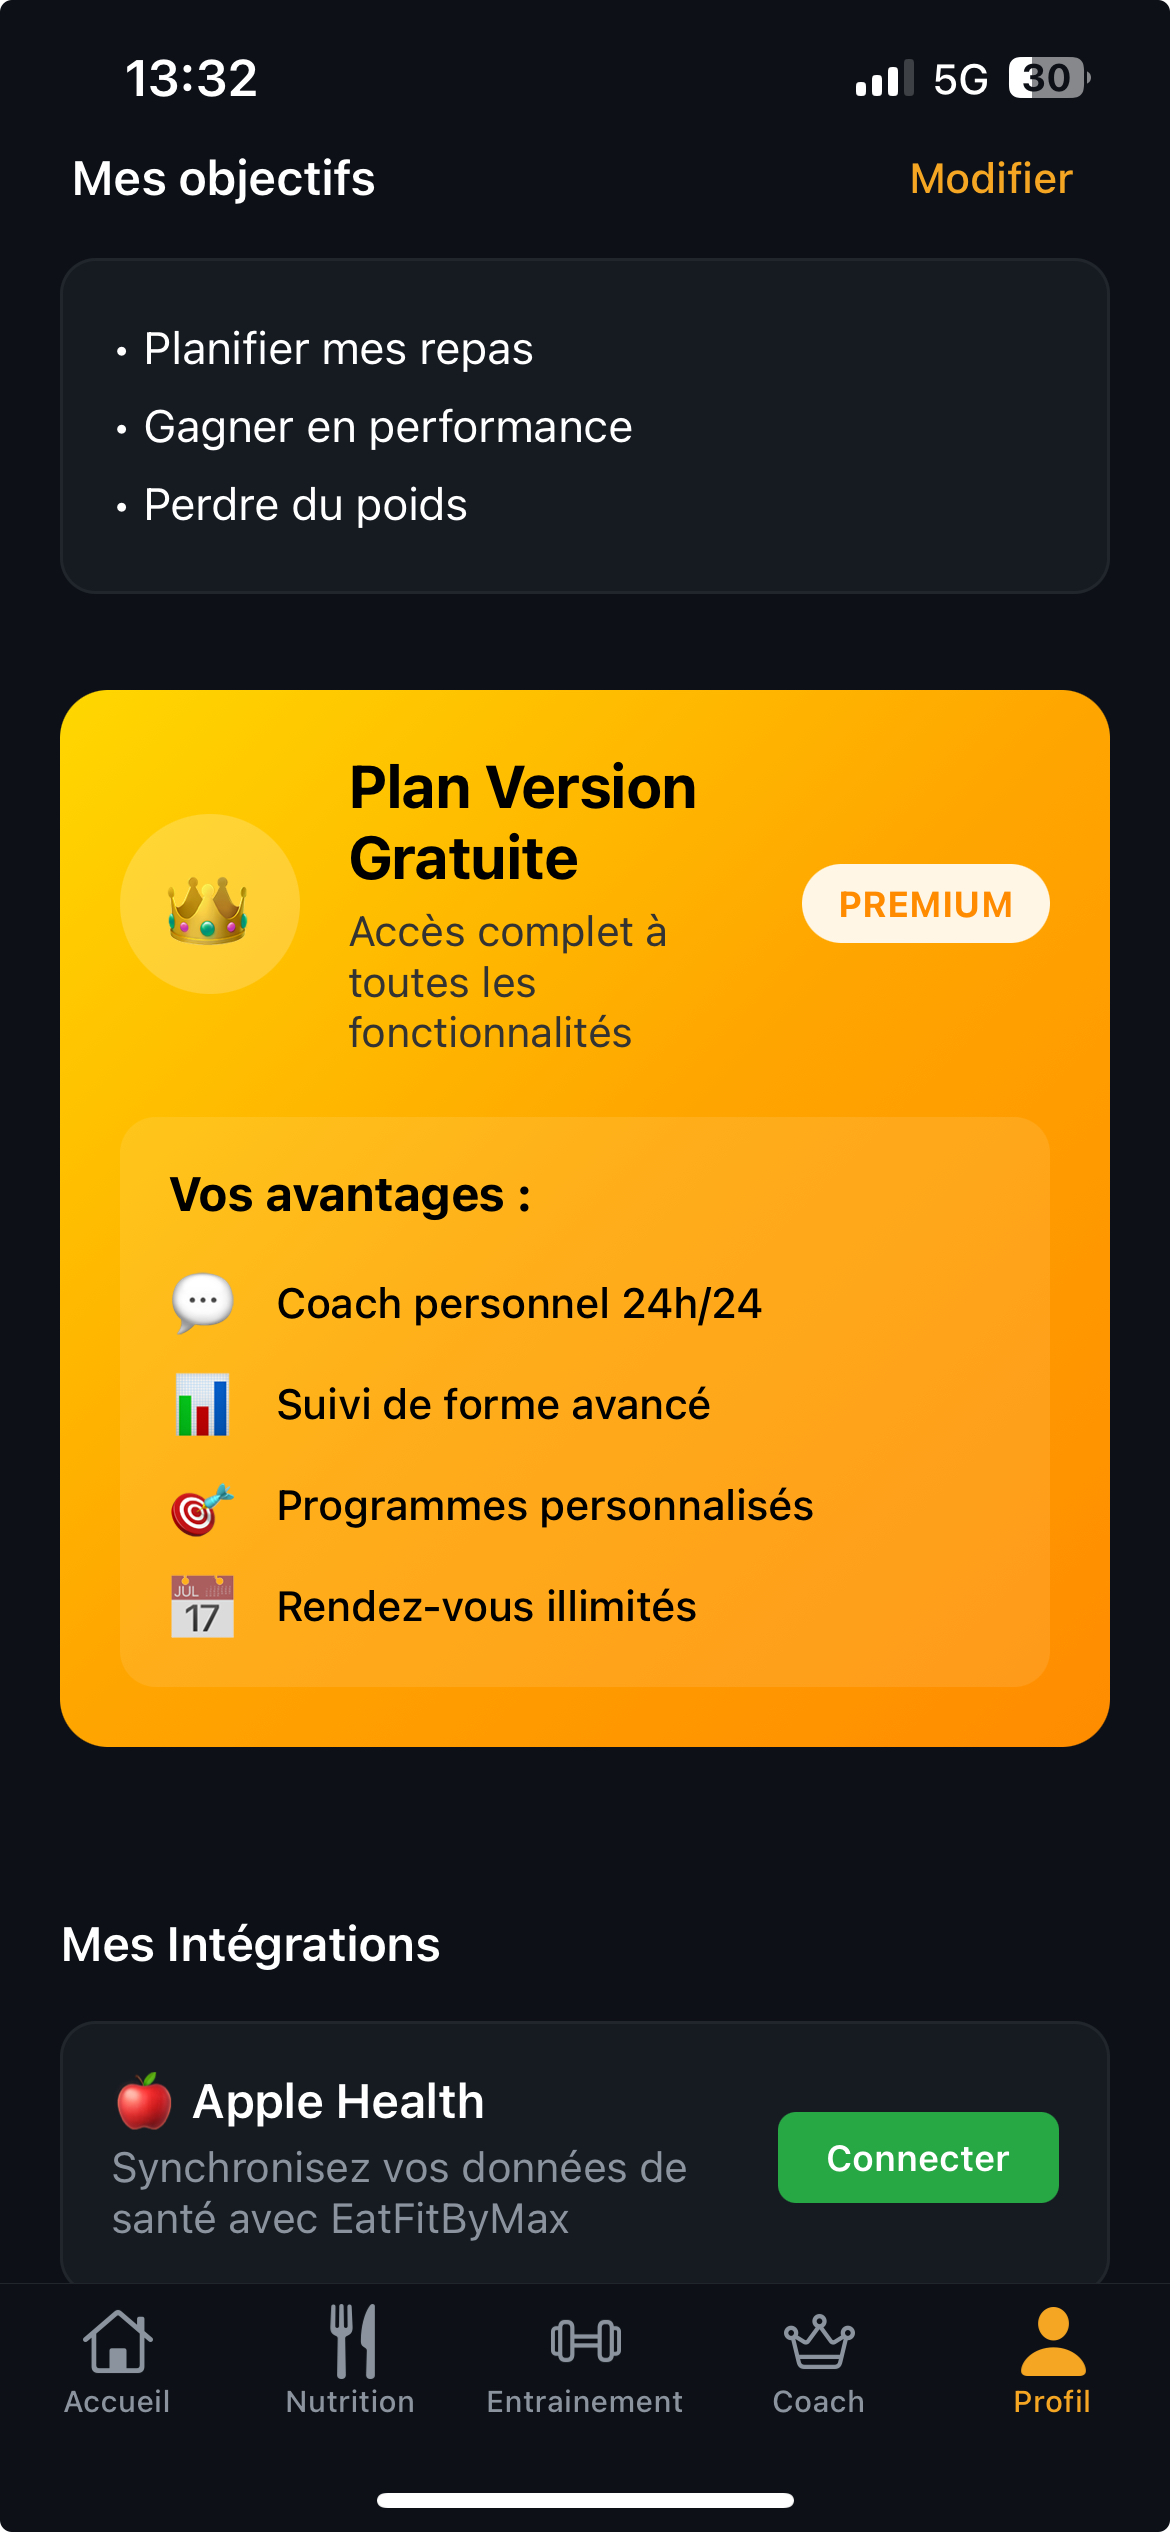 13:32
5G 30
Mes objectifs
Modifier
• Planifier mes repas
• Gagner en performance
• Perdre du poids
Plan Version
Gratuite
Accès complet à
toutes les
fonctionnalités
PREMIUM
Vos avantages :
Coach personnel 24h/24
Suivi de forme avancé
Programmes personnalisés
JUL
17
Rendez-vous illimités
Mes Intégrations
Apple Health
Synchronisez vos données de
santé avec EatFitByMax
Connecter
Accueil
Nutrition
Entrainement
Coach
Profil